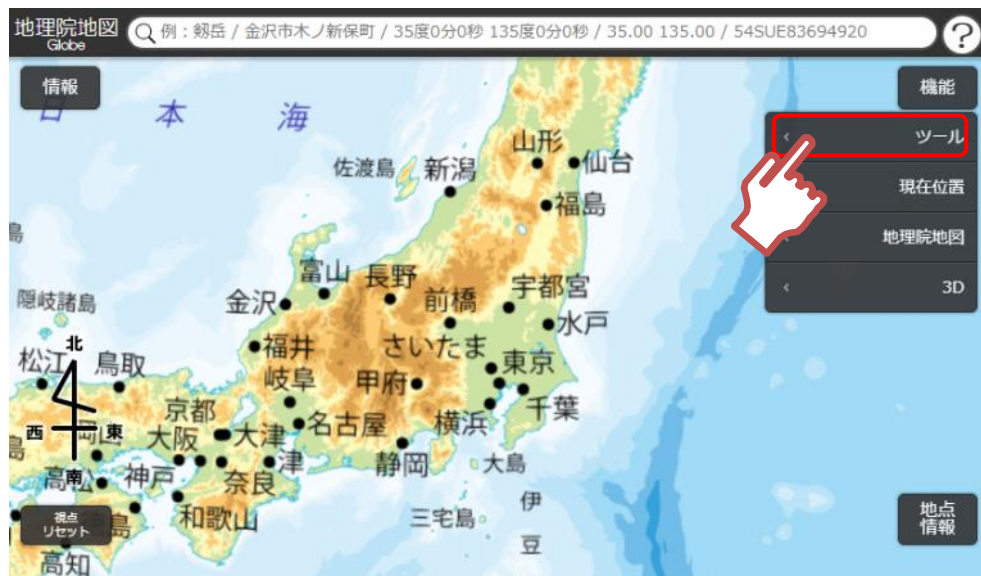 地理院地図
Globe
例：剱岳 / 金沢市木ノ新保町 / 35度0分0秒 135度0分0秒 / 35.00 135.00 / 54SUE83694920
?
情報
機能
ツール
現在位置
地理院地図
3D
日本海
山形
仙台
佐渡島
新潟
福島
島
富山
長野
宇都宮
隠岐諸島
金沢
前橋
水戸
北
松江
鳥取
福井
さいたま
東京
岐阜
甲府
京都
千葉
西
東
岡山
大阪
大津
名古屋
横浜
島
津
静岡
大島
高松
南
神戸
奈良
伊
豆
視点
リセット
島
和歌山
三宅島
地点
情報
高知